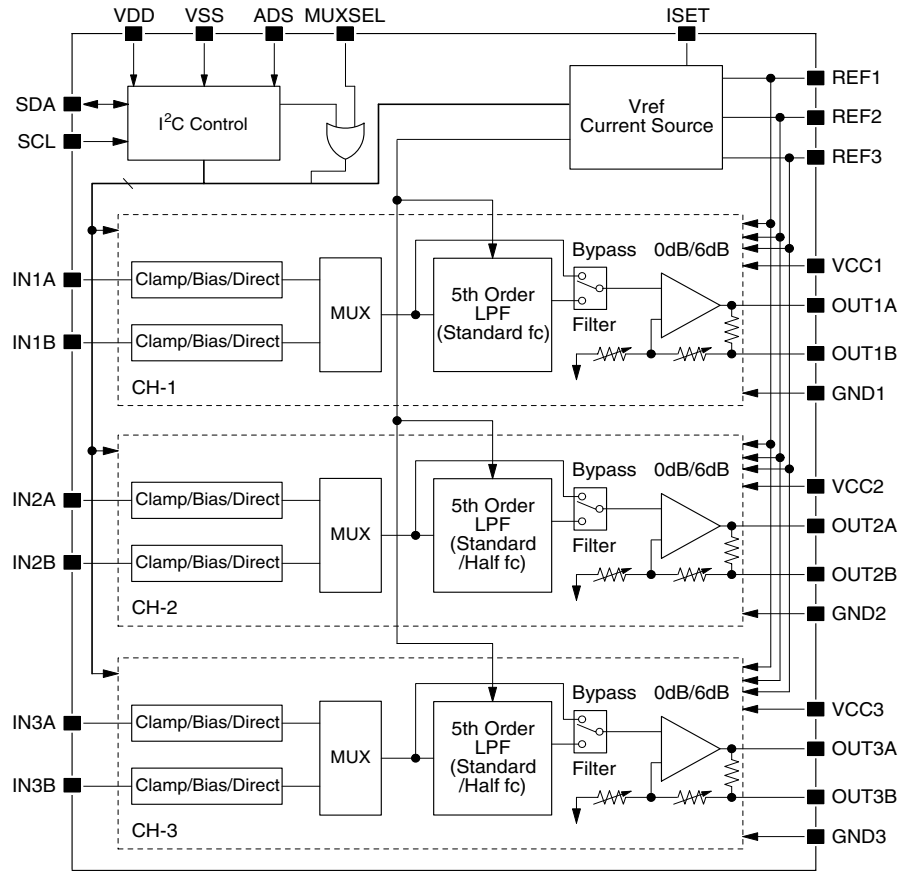 VDD VSS ADS MUXSEL ISET
SDA
SCL
I²C Control
Vref
Current Source
REF1
REF2
REF3
IN1A
IN1B
Clamp/Bias/Direct
Clamp/Bias/Direct
MUX
5th Order
LPF
(Standard fc)
Bypass
Filter
0dB/6dB
CH-1
VCC1
OUT1A
OUT1B
GND1
IN2A
IN2B
Clamp/Bias/Direct
Clamp/Bias/Direct
MUX
5th Order
LPF
(Standard
/Half fc)
Bypass
Filter
0dB/6dB
CH-2
VCC2
OUT2A
OUT2B
GND2
IN3A
IN3B
Clamp/Bias/Direct
Clamp/Bias/Direct
MUX
5th Order
LPF
(Standard
/Half fc)
Bypass
Filter
0dB/6dB
CH-3
VCC3
OUT3A
OUT3B
GND3